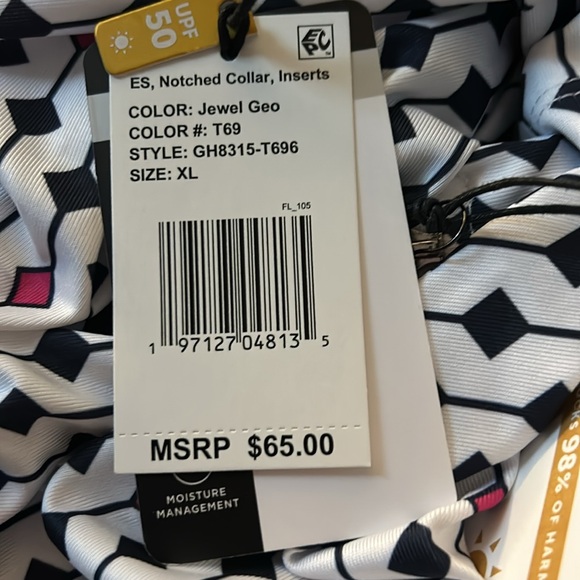 UPF
50
EPC
ES, Notched Collar, Inserts
COLOR: Jewel Geo
COLOR #: T69
STYLE: GH8315-T696
SIZE: XL
FL_105
1 97127 04813 5
MSRP $65.00
MOISTURE
MANAGEMENT
98% OF HAR